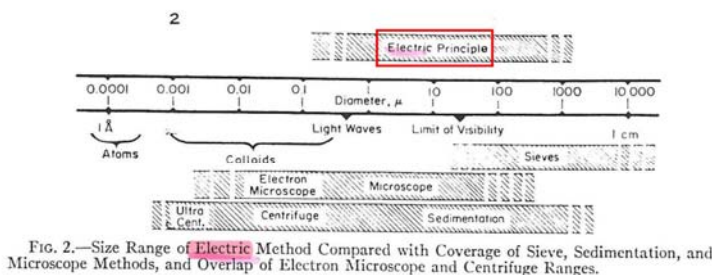 2
Electric Principle
0.0001 0.001 0.01 0.1 1 10 100 1000 10 000
Diameter, μ
1 Å Light Waves Limit of Visibility 1 cm
Atoms Colloids Sieves
Electron Microscope Microscope
Ultra Cent. Centrifuge Sedimentation
FIG. 2.—Size Range of Electric Method Compared with Coverage of Sieve, Sedimentation, and
Microscope Methods, and Overlap of Electron Microscope and Centrifuge Ranges.